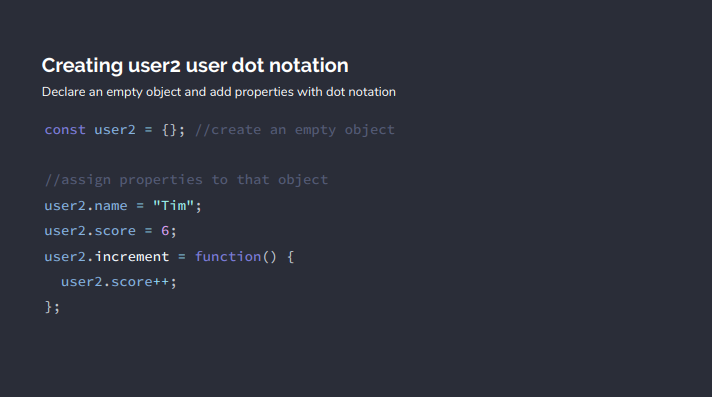 Creating user2 user dot notation
Declare an empty object and add properties with dot notation
const user2 = {}; //create an empty object
//assign properties to that object
user2.name = "Tim";
user2.score = 6;
user2.increment = function() {
  user2.score++;
};